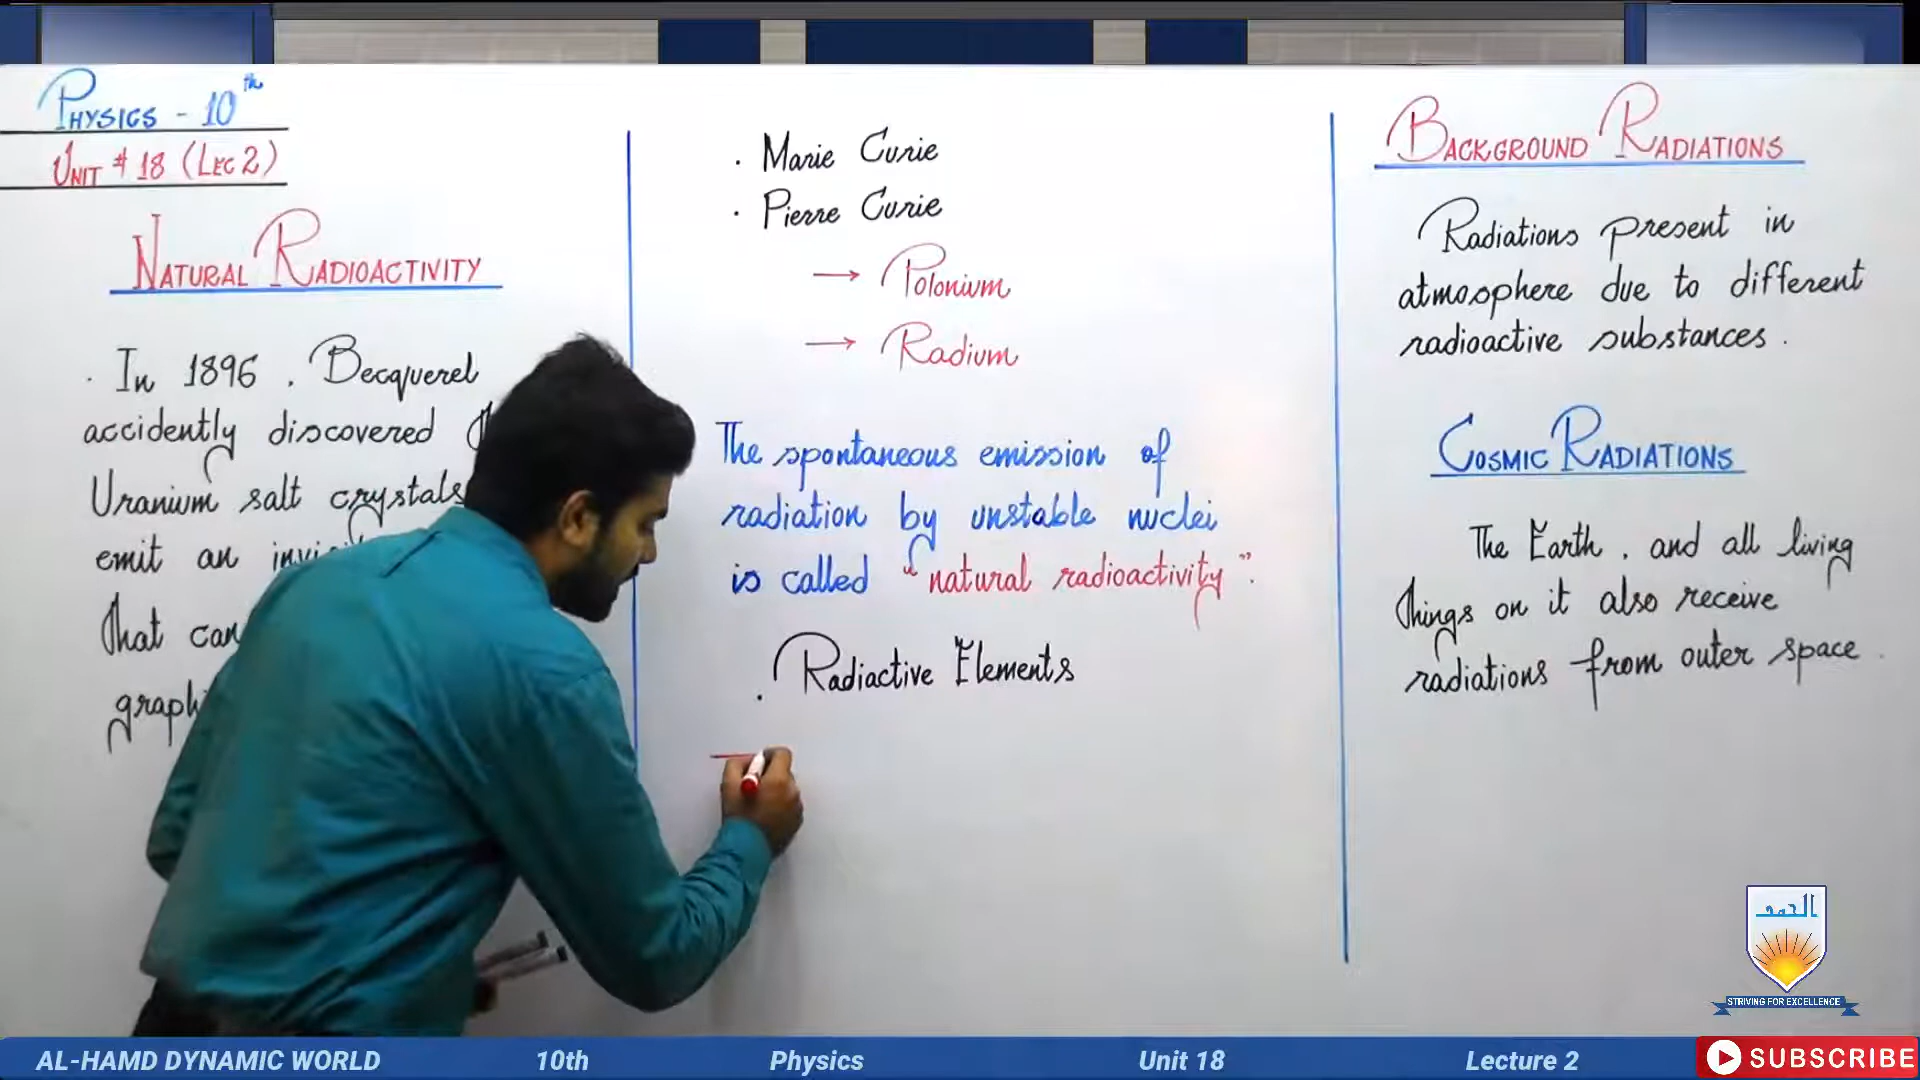 PHYSICS - 10th
UNIT # 18 (LEC 2)
NATURAL RADIOACTIVITY
. In 1896 , Becquerel
accidently discovered
Uranium salt crystals
emit an
that can
. Marie Curie
. Pierre Curie
→ Polonium
→ Radium
The spontaneous emission of
radiation by unstable nuclei
is called "natural radioactivity".
. Radiactive Elements
BACKGROUND RADIATIONS
Radiations present in
atmosphere due to different
radioactive substances .
COSMIC RADIATIONS
The Earth , and all living
things on it also receive
radiations from outer space .
الحمد
STRIVING FOR EXCELLENCE
AL-HAMD DYNAMIC WORLD 10th Physics Unit 18 Lecture 2 SUBSCRIBE